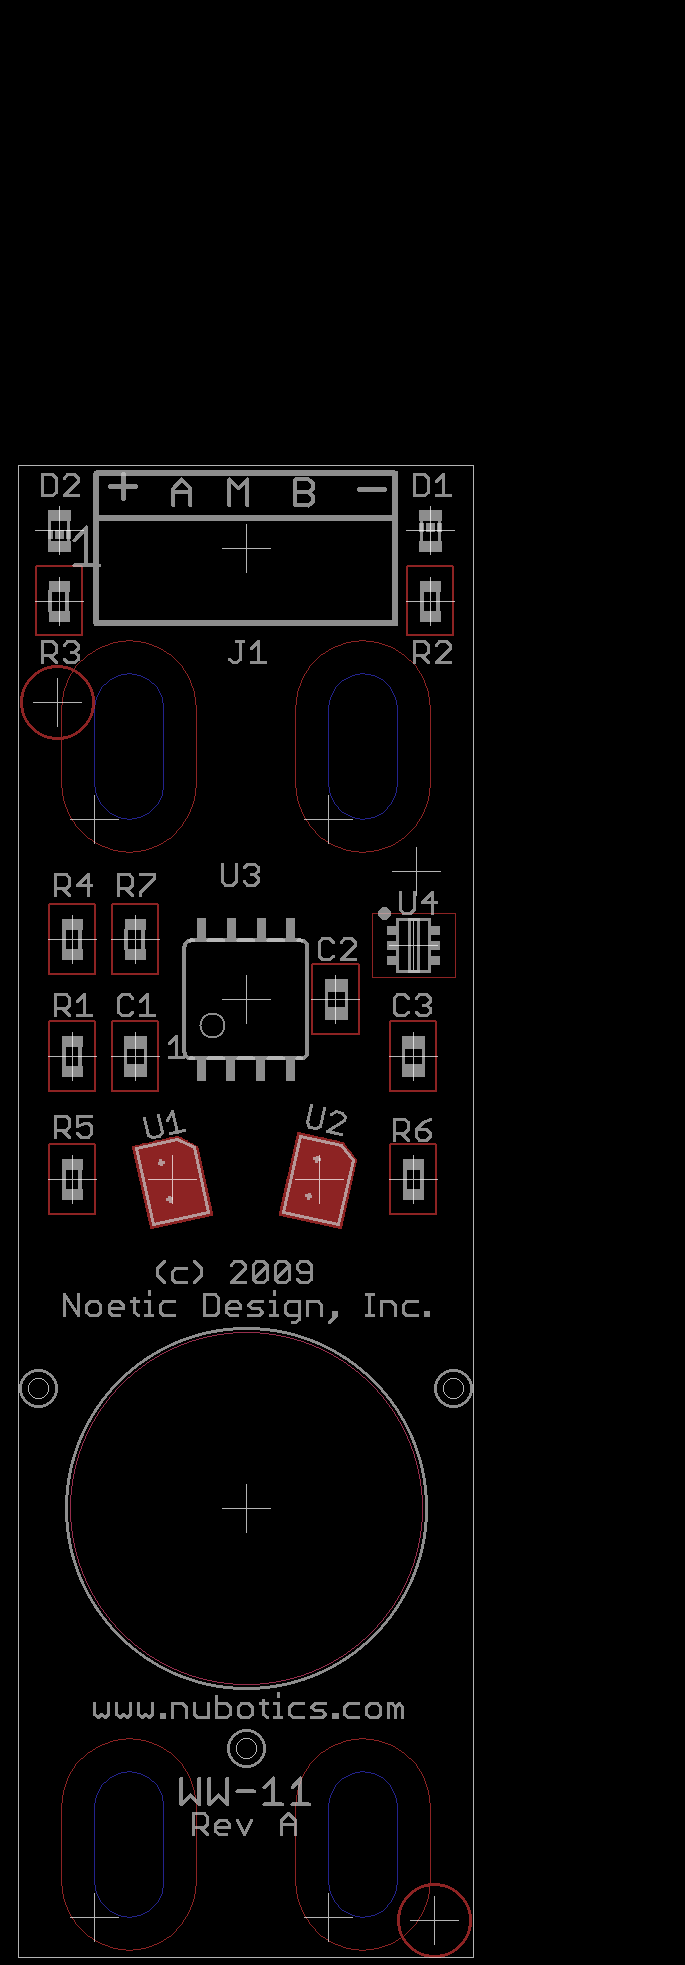 D2 + A M B - D1
1
R3 J1 R2
U3
R4 R7 U4
C2
R1 C1 1 C3
R5 U1 U2 R6
(c) 2009
Noetic Design, Inc.
www.nubotics.com
WW-11
Rev A